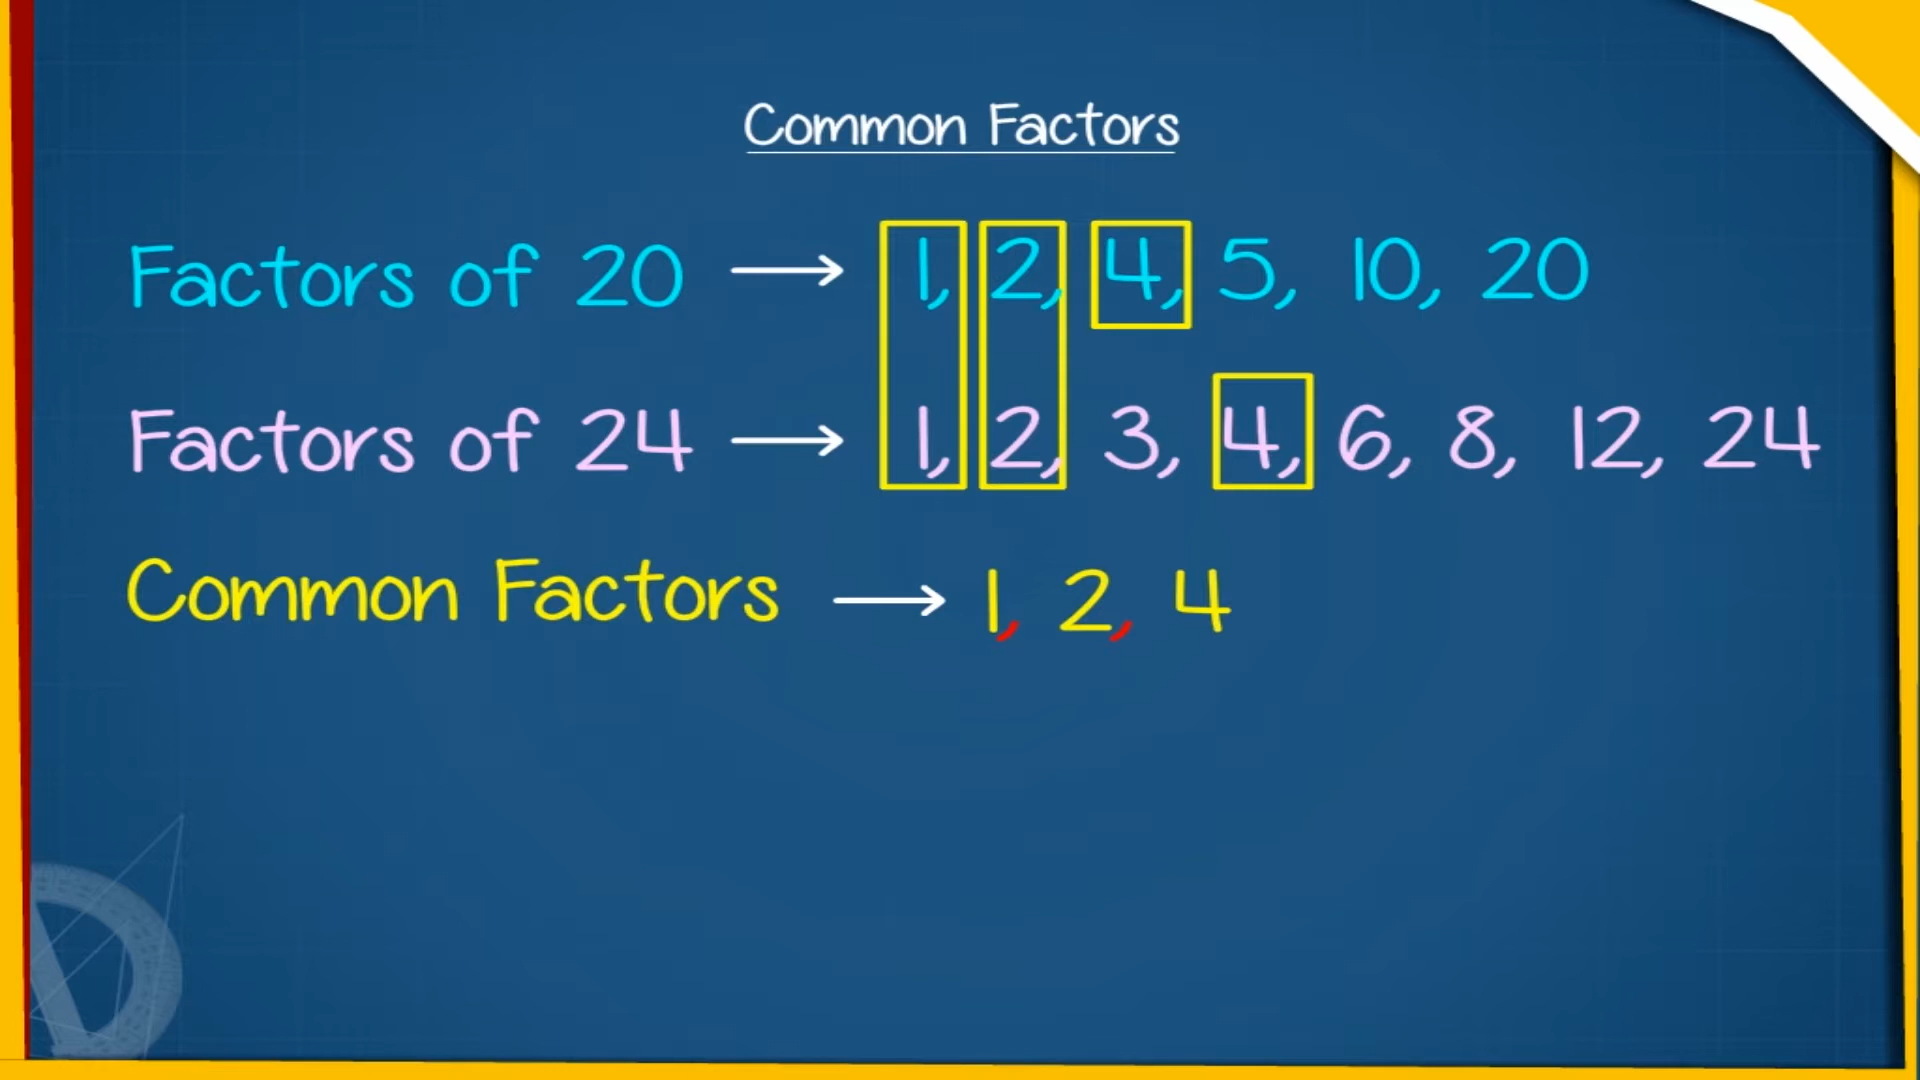 Common Factors
Factors of 20 → 1, 2, 4, 5, 10, 20
Factors of 24 → 1, 2, 3, 4, 6, 8, 12, 24
Common Factors → 1, 2, 4